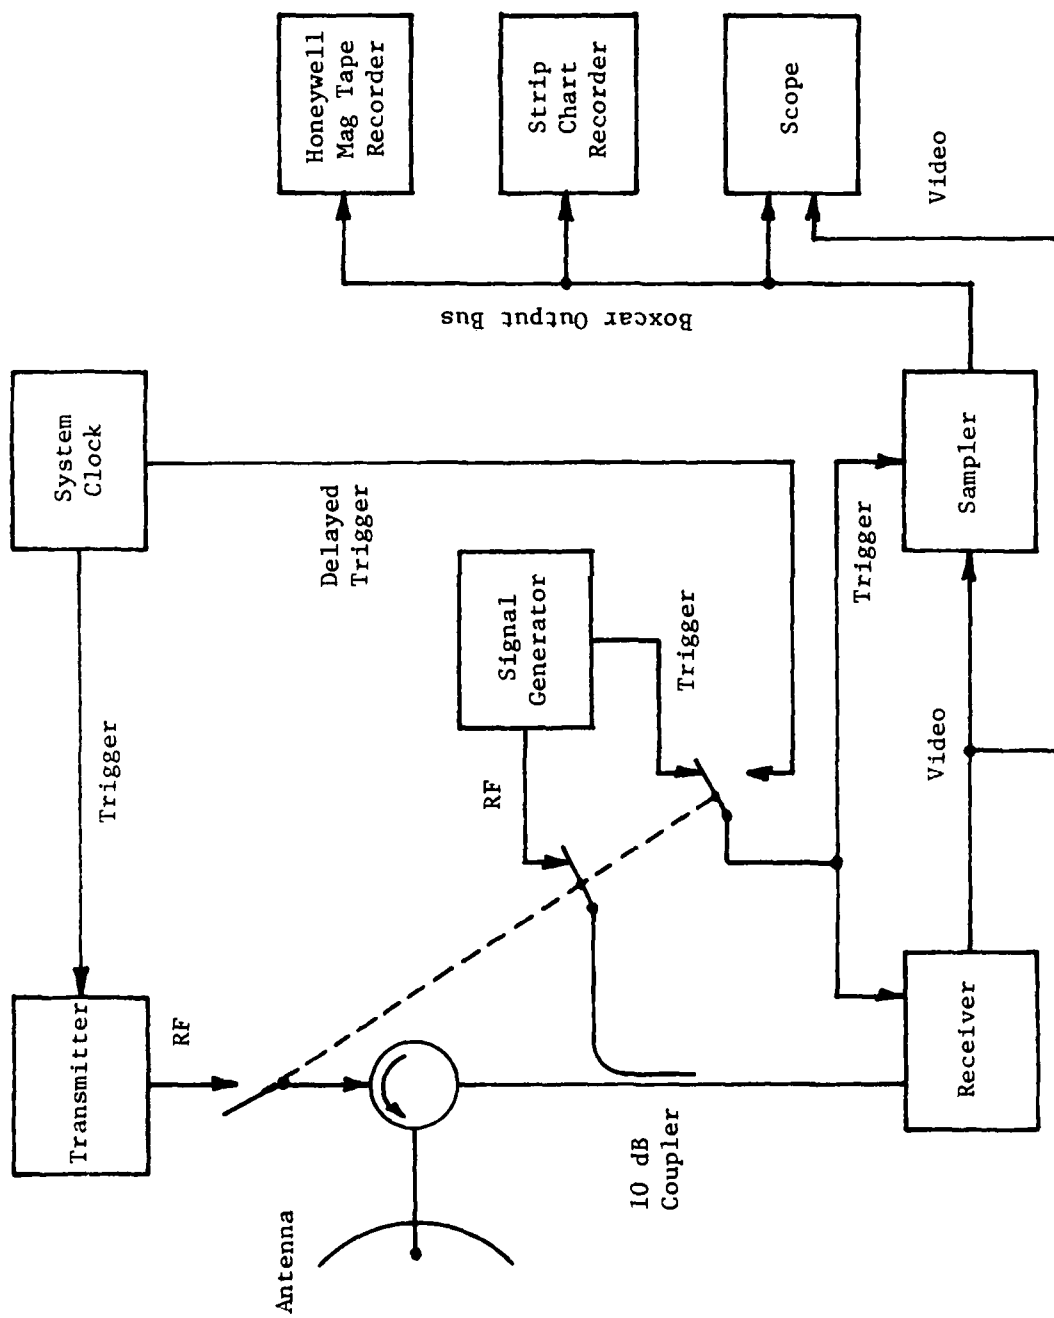 Antenna
Transmitter
RF
Trigger
System
Clock
Delayed
Trigger
Signal
Generator
RF
Trigger
10 dB
Coupler
Receiver
Video
Trigger
Sampler
Boxcar Output Bus
Honeywell
Mag Tape
Recorder
Strip
Chart
Recorder
Scope
Video